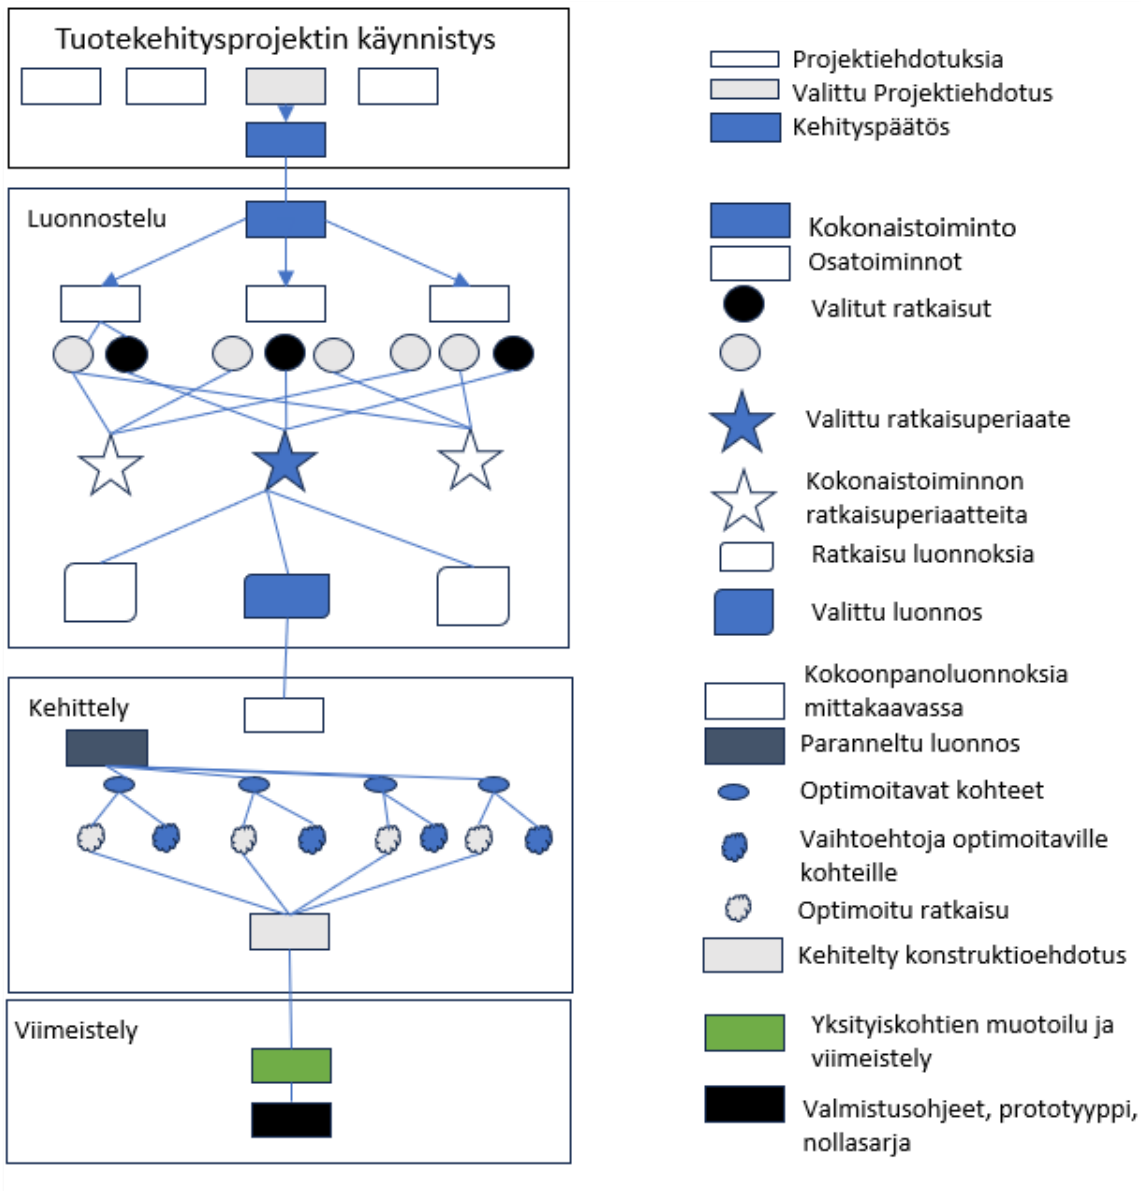 Tuotekehitysprojektin käynnistys
Projektiehdotuksia
Valittu Projektiehdotus
Kehityspäätös
Luonnostelu
Kokonaistoiminto
Osatoiminnot
Valitut ratkaisut
Valittu ratkaisuperiaate
Kokonaistoiminnon
ratkaisuperiaatteita
Ratkaisu luonnoksia
Valittu luonnos
Kehittely
Kokoonpanoluonnoksia
mittakaavassa
Paranneltu luonnos
Optimoitavat kohteet
Vaihtoehtoja optimoitaville
kohteille
Optimoitu ratkaisu
Kehitelty konstruktioehdotus
Viimeistely
Yksityiskohtien muotoilu ja
viimeistely
Valmistusohjeet, prototyyppi,
nollasarja